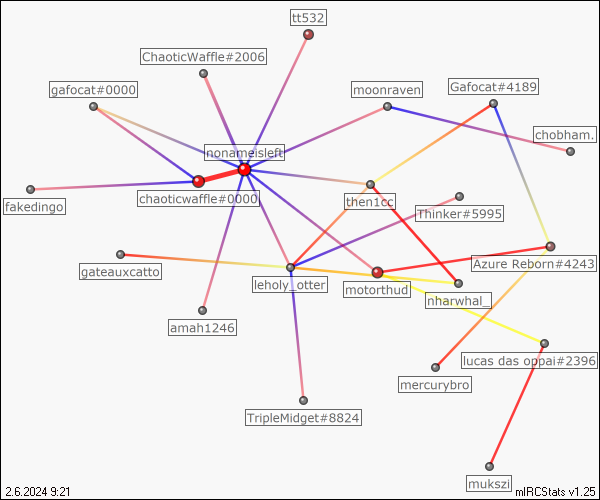 tt532
ChaoticWaffle#2006
gafocat#0000
moonraven
Gafocat#4189
chobham.
nonameisleft
chaoticwaffle#0000
fakedingo
then1cc
Thinker#5995
gateauxcatto
leholy_otter
motorthud
Azure Reborn#4243
nharwhal_
amah1246
lucas das oppai#2396
mercurybro
TripleMidget#8824
mukszi
2.6.2024 9:21
mIRCStats v1.25